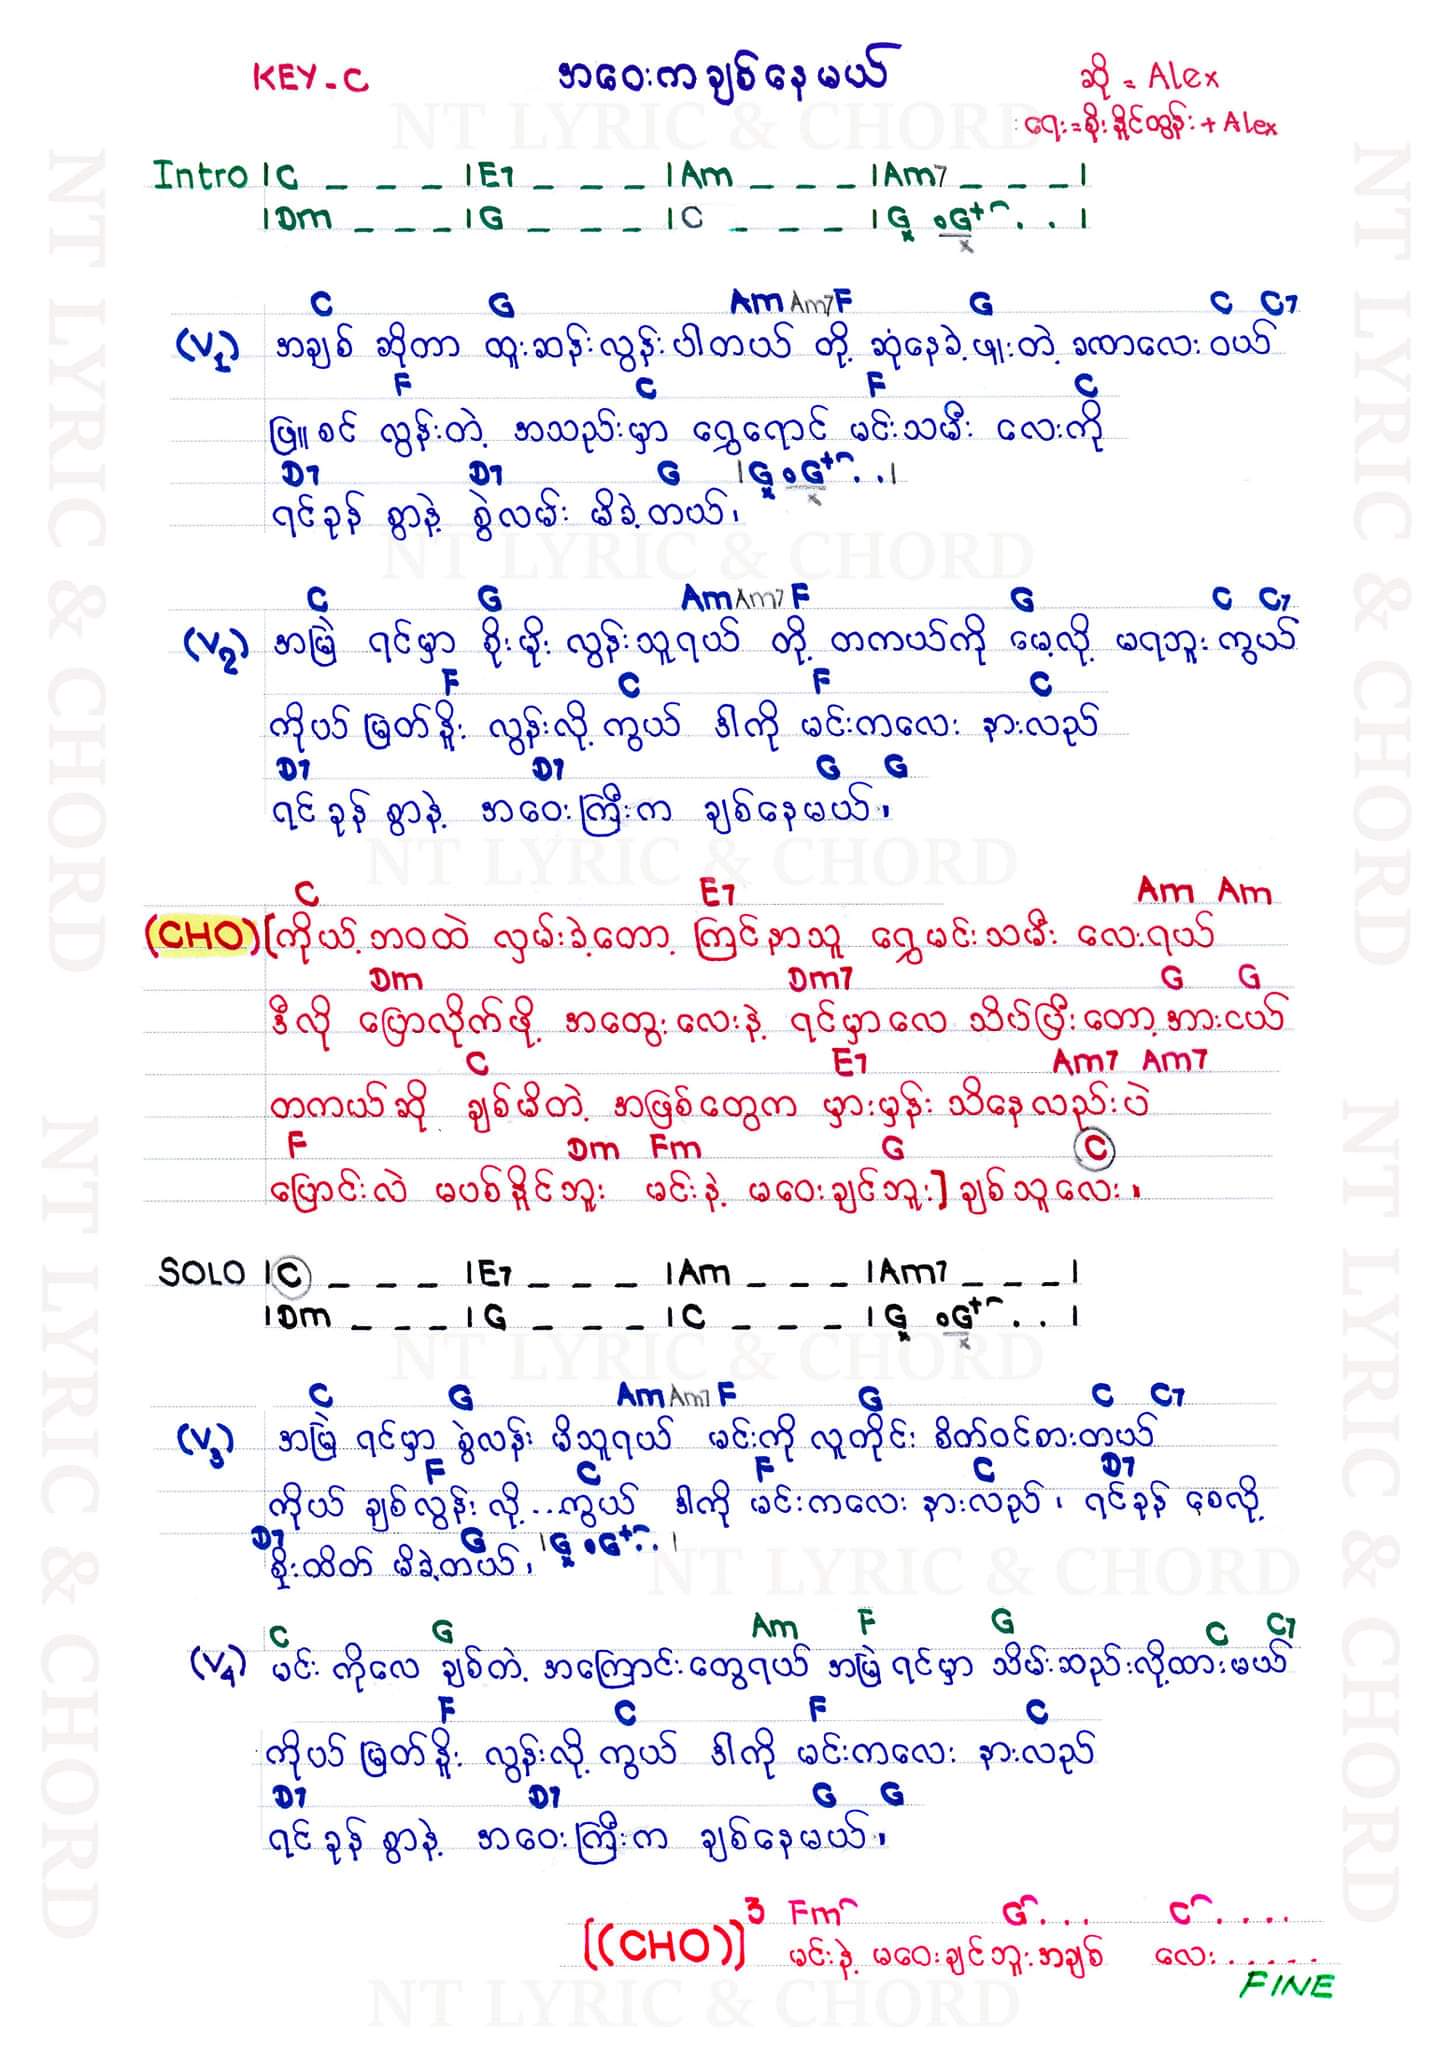 KEY - C
အဝေးကချစ်နေမယ်
ဆို = Alex
ရေး = စိုးနိုင်ထွန်း + Alex
Intro |C _ _ _ |E7 _ _ _ |Am _ _ _ |Am7 _ _ _|
|Dm _ _ _ |G _ _ _ |C _ _ _ |G •G+ . . |
C G Am Am7 F G C C7
(V1) အချစ် ဆိုတာ ထူးဆန်းလွန်းပါတယ် တို့ ဆုံနေခဲ့ ဖူးတဲ့ ခဏလေးဝယ်
F C F C
ဖြူစင် လွန်းတဲ့ အသည်းမှာ ရွှေရောင် မင်းသမီး လေးကို
D7 D7 G |G •G+ . . |
ရင်ခုန် စွာနဲ့ စွဲလမ်း မိခဲ့တယ်၊
C G Am Am7 F G C C7
(V2) အမြဲ ရင်မှာ စိုးမိုး လွန်းသူရယ် တို့ တကယ်ကို မေ့လို့ မရဘူးကွယ်
F C F C
ကိုယ် မြတ်နိုး လွန်းလို့ ကွယ် ဒါကို မင်းကလေး နားလည်
D7 D7 G G
ရင်ခုန် စွာနဲ့ အဝေးကြီးက ချစ်နေမယ်၊
C E7 Am Am
(CHO) [ကိုယ့်ဘဝထဲ လှမ်းခဲ့တော့ ကြင်နာသူ ရွှေမင်းသမီး လေးရယ်
Dm Dm7 G G
ဒီလို ပြောလိုက်ဖို့ အတွေးလေးနဲ့ ရင်မှာလေ သိပ်ပြီးတော့အားငယ်
C E7 Am7 Am7
တကယ်ဆို ချစ်မိတဲ့ အဖြစ်တွေက မှားမှန်း သိနေလည်းပဲ
F Dm Fm G C
ပြောင်းလဲ မပစ်နိုင်ဘူး မင်းနဲ့ မဝေးချင်ဘူး] ချစ်သူလေး၊
SOLO |C _ _ _ |E7 _ _ _ |Am _ _ _ |Am7 _ _ _|
|Dm _ _ _ |G _ _ _ |C _ _ _ |G •G+ . . |
C G Am Am7 F G C C7
(V3) အမြဲ ရင်မှာ စွဲလန်း မိသူရယ် မင်းကို လူတိုင်း စိတ်ဝင်စားတယ်
F C F C D7
ကိုယ် ချစ်လွန်း လို့...ကွယ် ဒါကို မင်းကလေး နားလည်၊ ရင်ခုန် စေလို့
D7 G |G •G+ . . |
စိုးထိတ် မိခဲ့တယ်၊
C G Am F G C C7
(V4) မင်း ကိုလေ ချစ်တဲ့ အကြောင်းတွေရယ် အမြဲ ရင်မှာ သိမ်းဆည်းလို့ထားမယ်
F C F C
ကိုယ် မြတ်နိုး လွန်းလို့ ကွယ် ဒါကို မင်းကလေး နားလည်
D7 D7 G G
ရင်ခုန် စွာနဲ့ အဝေးကြီးက ချစ်နေမယ်၊
[(CHO)]3 Fm G... C....
မင်းနဲ့ မဝေးချင်ဘူးအချစ် လေး......
FINE
NT LYRIC & CHORD